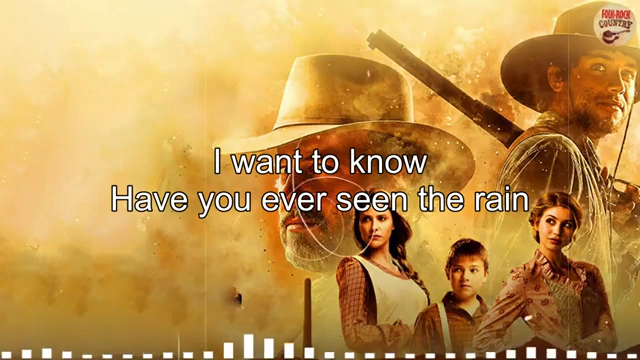 FOLK-ROCK
COUNTRY
I want to know
Have you ever seen the rain